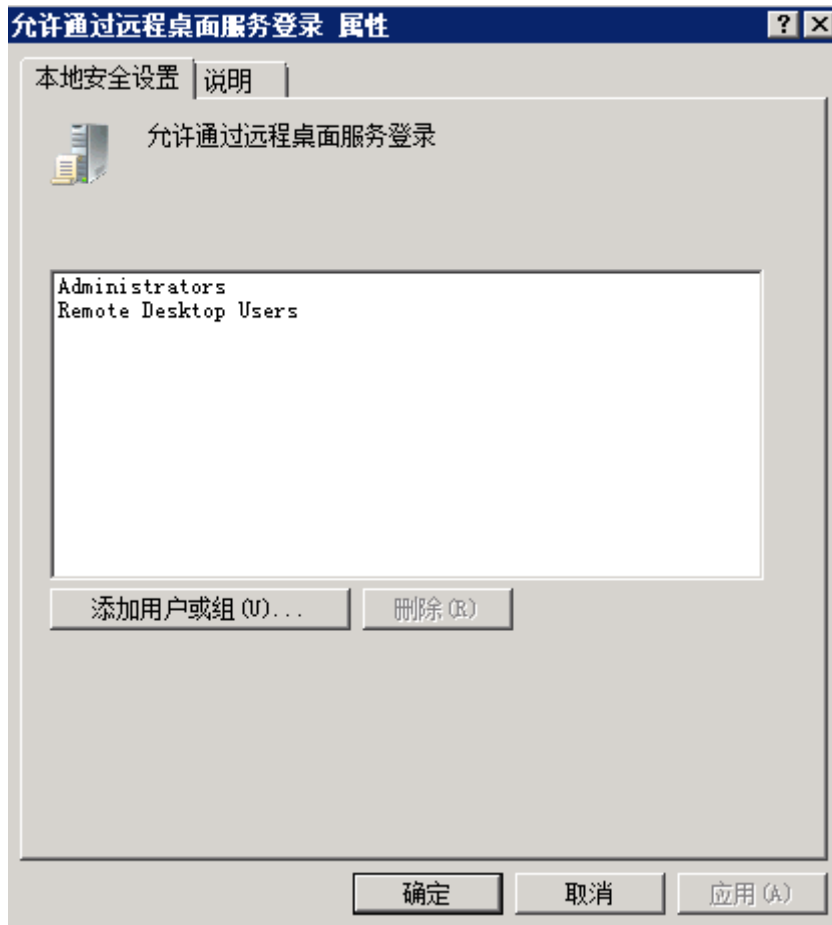 允许通过远程桌面服务登录 属性
本地安全设置 说明
允许通过远程桌面服务登录
Administrators
Remote Desktop Users
添加用户或组(U)... 删除(R)
确定 取消 应用(A)